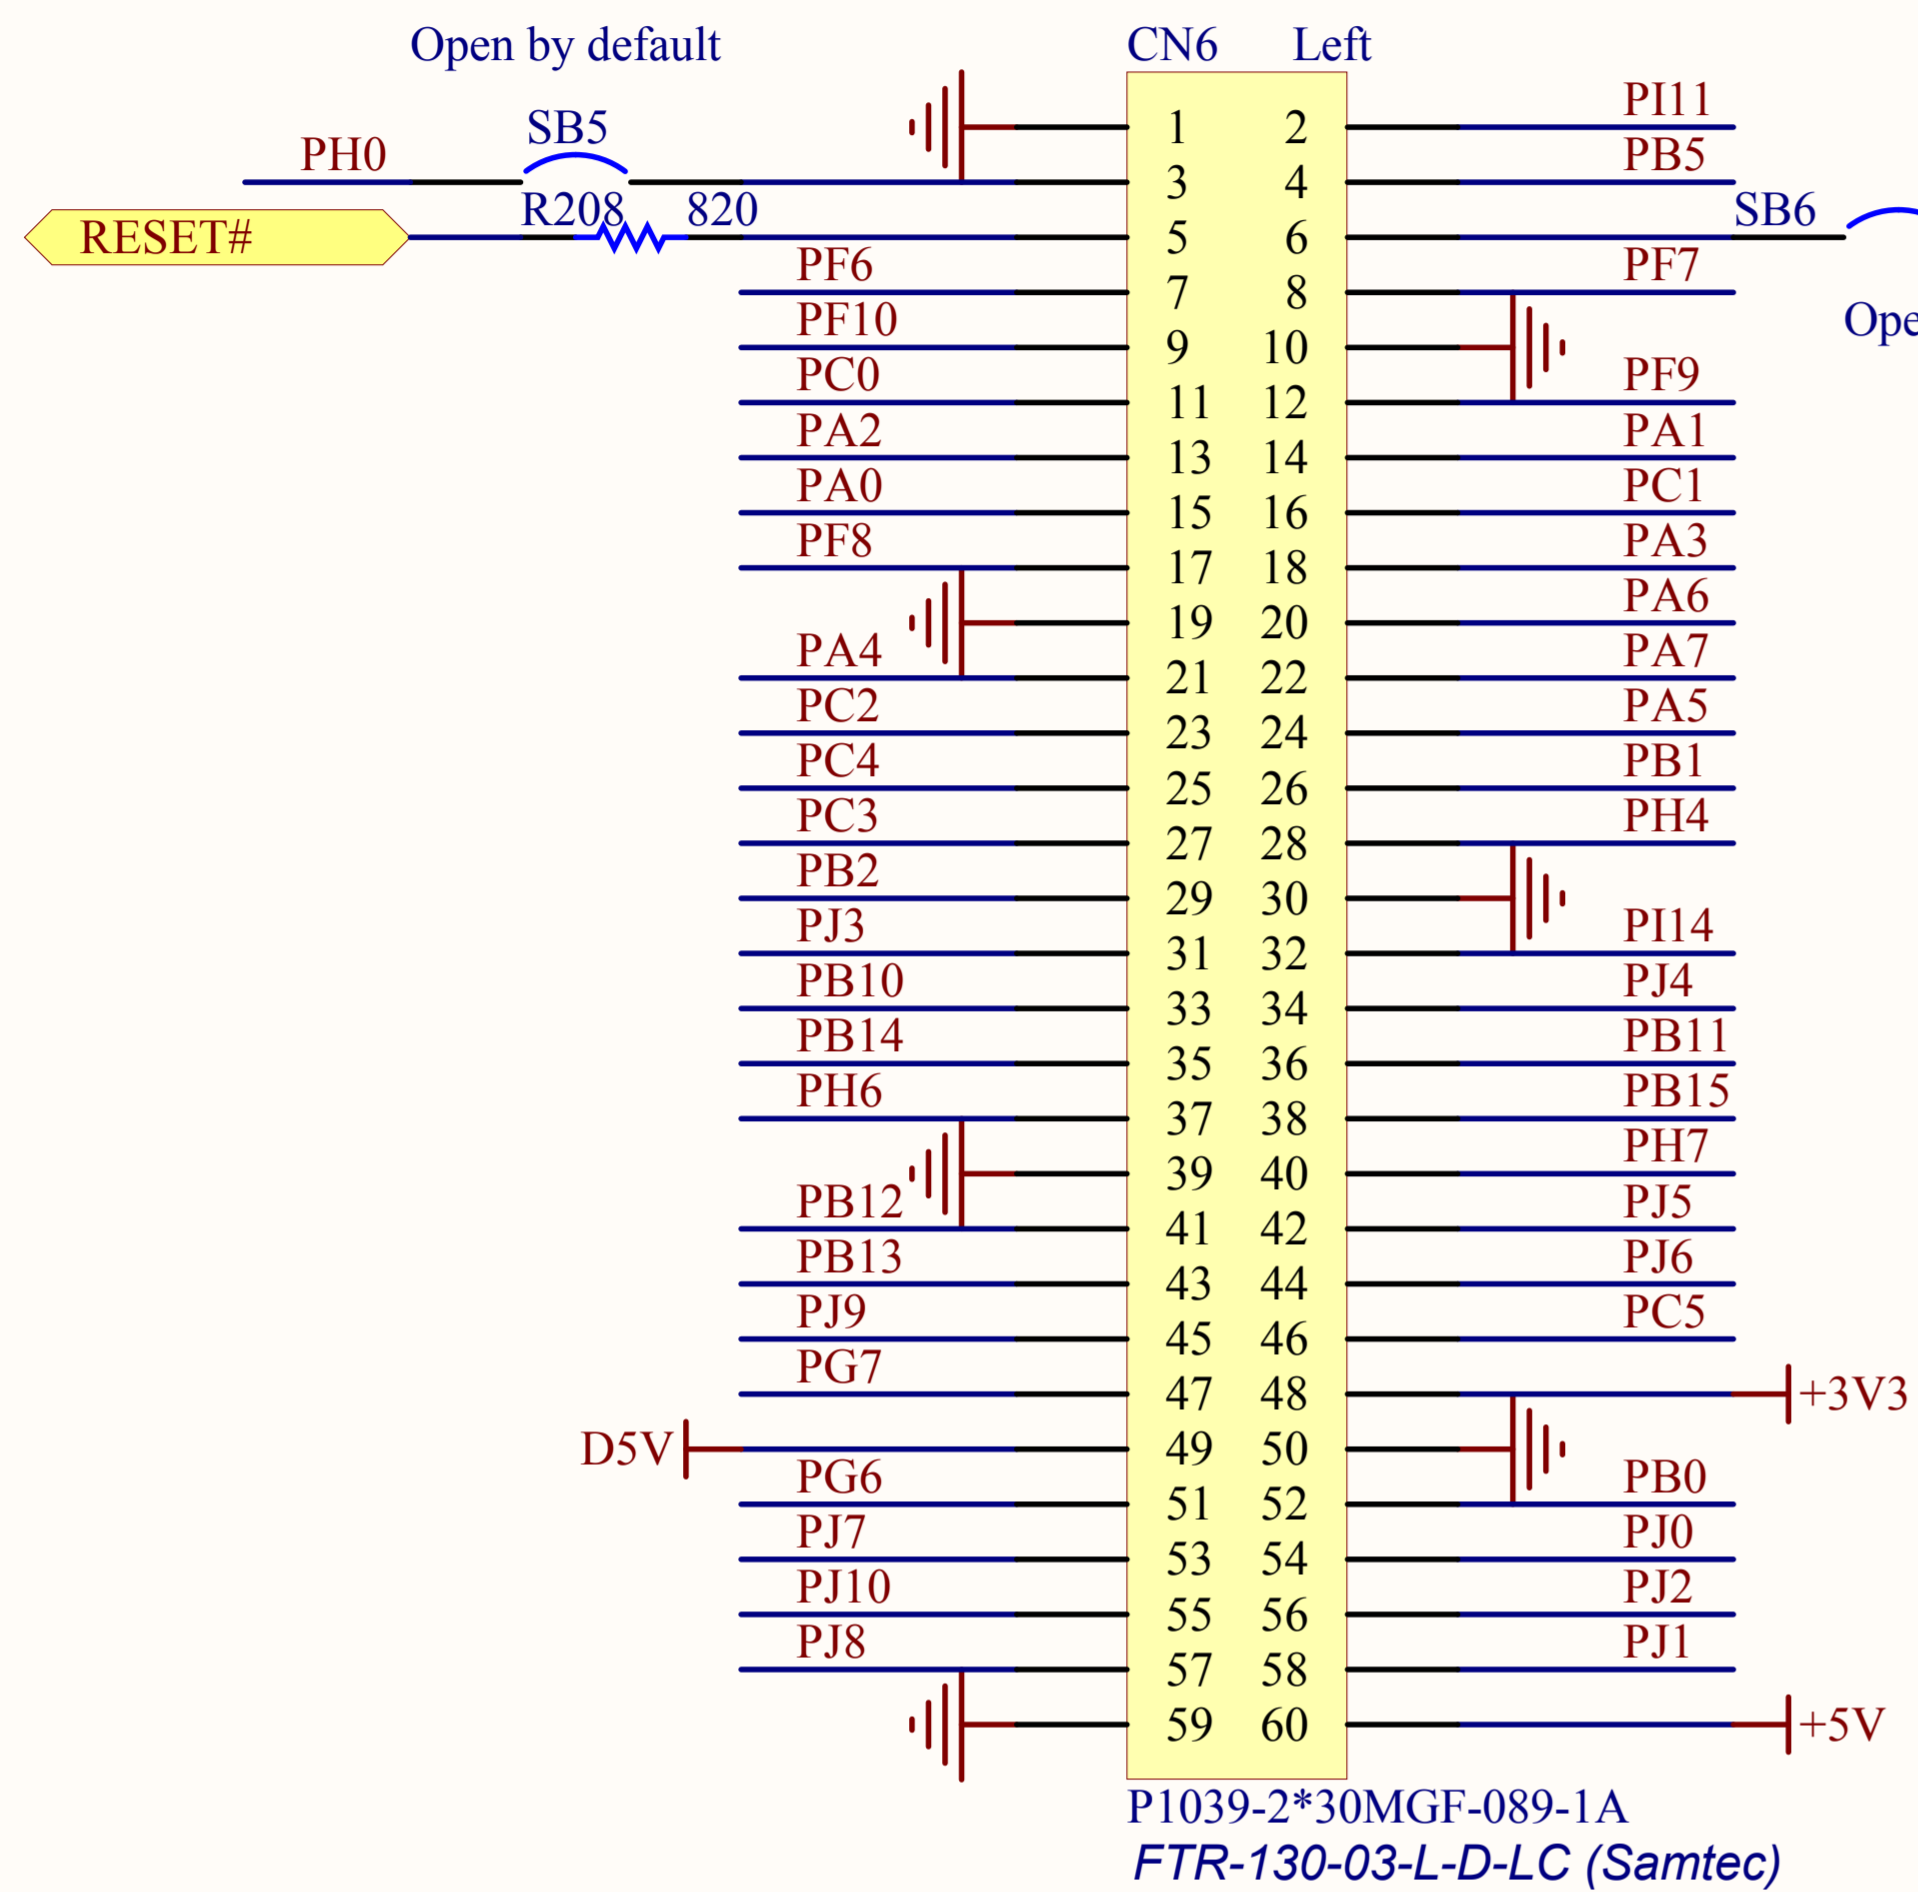 Open by default CN6 Left
1 2 PI11
PH0 SB5 3 4 PB5
RESET# R208 820 5 6 SB6
PF6 7 8 PF7
Ope
PF10 9 10
PC0 11 12 PF9
PA2 13 14 PA1
PA0 15 16 PC1
PF8 17 18 PA3
19 20 PA6
PA4 21 22 PA7
PC2 23 24 PA5
PC4 25 26 PB1
PC3 27 28 PH4
PB2 29 30
PJ3 31 32 PI14
PB10 33 34 PJ4
PB14 35 36 PB11
PH6 37 38 PB15
39 40 PH7
PB12 41 42 PJ5
PB13 43 44 PJ6
PJ9 45 46 PC5
PG7 47 48 +3V3
D5V 49 50
PG6 51 52 PB0
PJ7 53 54 PJ0
PJ10 55 56 PJ2
PJ8 57 58 PJ1
59 60 +5V
P1039-2*30MGF-089-1A
FTR-130-03-L-D-LC (Samtec)